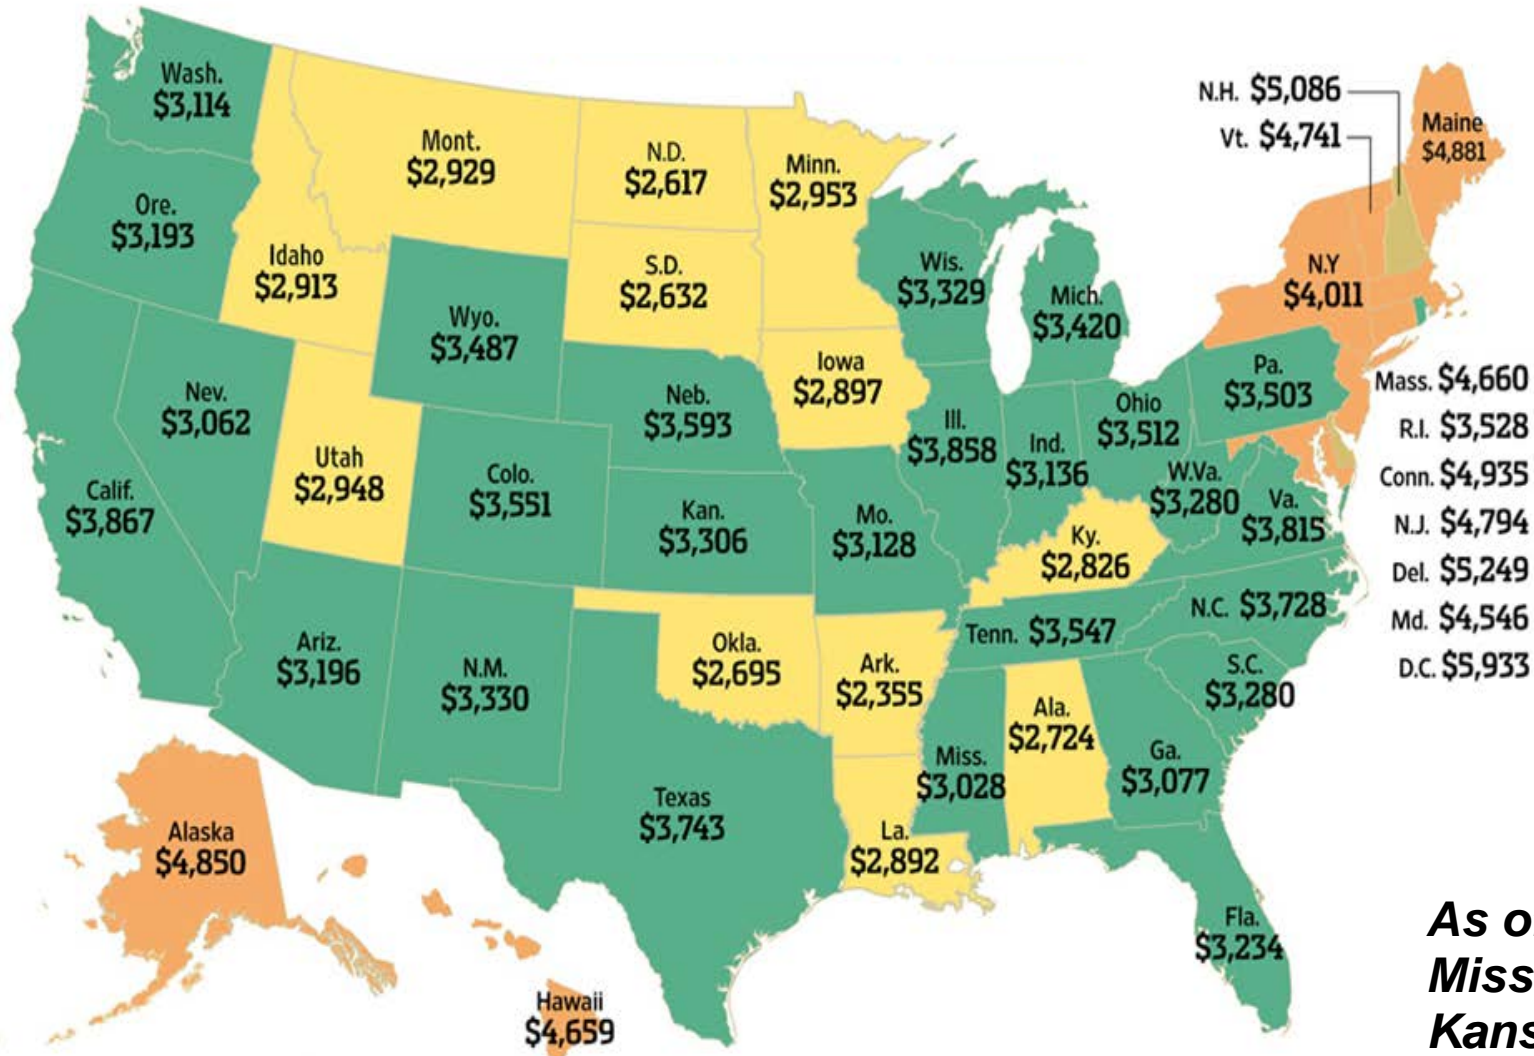 Wash.
$3,114
Ore.
$3,193
Calif.
$3,867
Nev.
$3,062
Idaho
$2,913
Mont.
$2,929
Wyo.
$3,487
Utah
$2,948
Colo.
$3,551
Ariz.
$3,196
N.M.
$3,330
N.D.
$2,617
S.D.
$2,632
Neb.
$3,593
Kan.
$3,306
Okla.
$2,695
Texas
$3,743
Minn.
$2,953
Iowa
$2,897
Mo.
$3,128
Ark.
$2,355
La.
$2,892
Wis.
$3,329
Ill.
$3,858
Mich.
$3,420
Ind.
$3,136
Ohio
$3,512
Ky.
$2,826
Tenn. $3,547
Miss.
$3,028
Ala.
$2,724
Ga.
$3,077
Fla.
$3,234
S.C.
$3,280
N.C. $3,728
W.Va.
$3,280
Va.
$3,815
Pa.
$3,503
N.Y
$4,011
N.H. $5,086
Vt. $4,741
Maine
$4,881
Mass. $4,660
R.I. $3,528
Conn. $4,935
N.J. $4,794
Del. $5,249
Md. $4,546
D.C. $5,933
Alaska
$4,850
Hawaii
$4,659
As
Miss
Kans